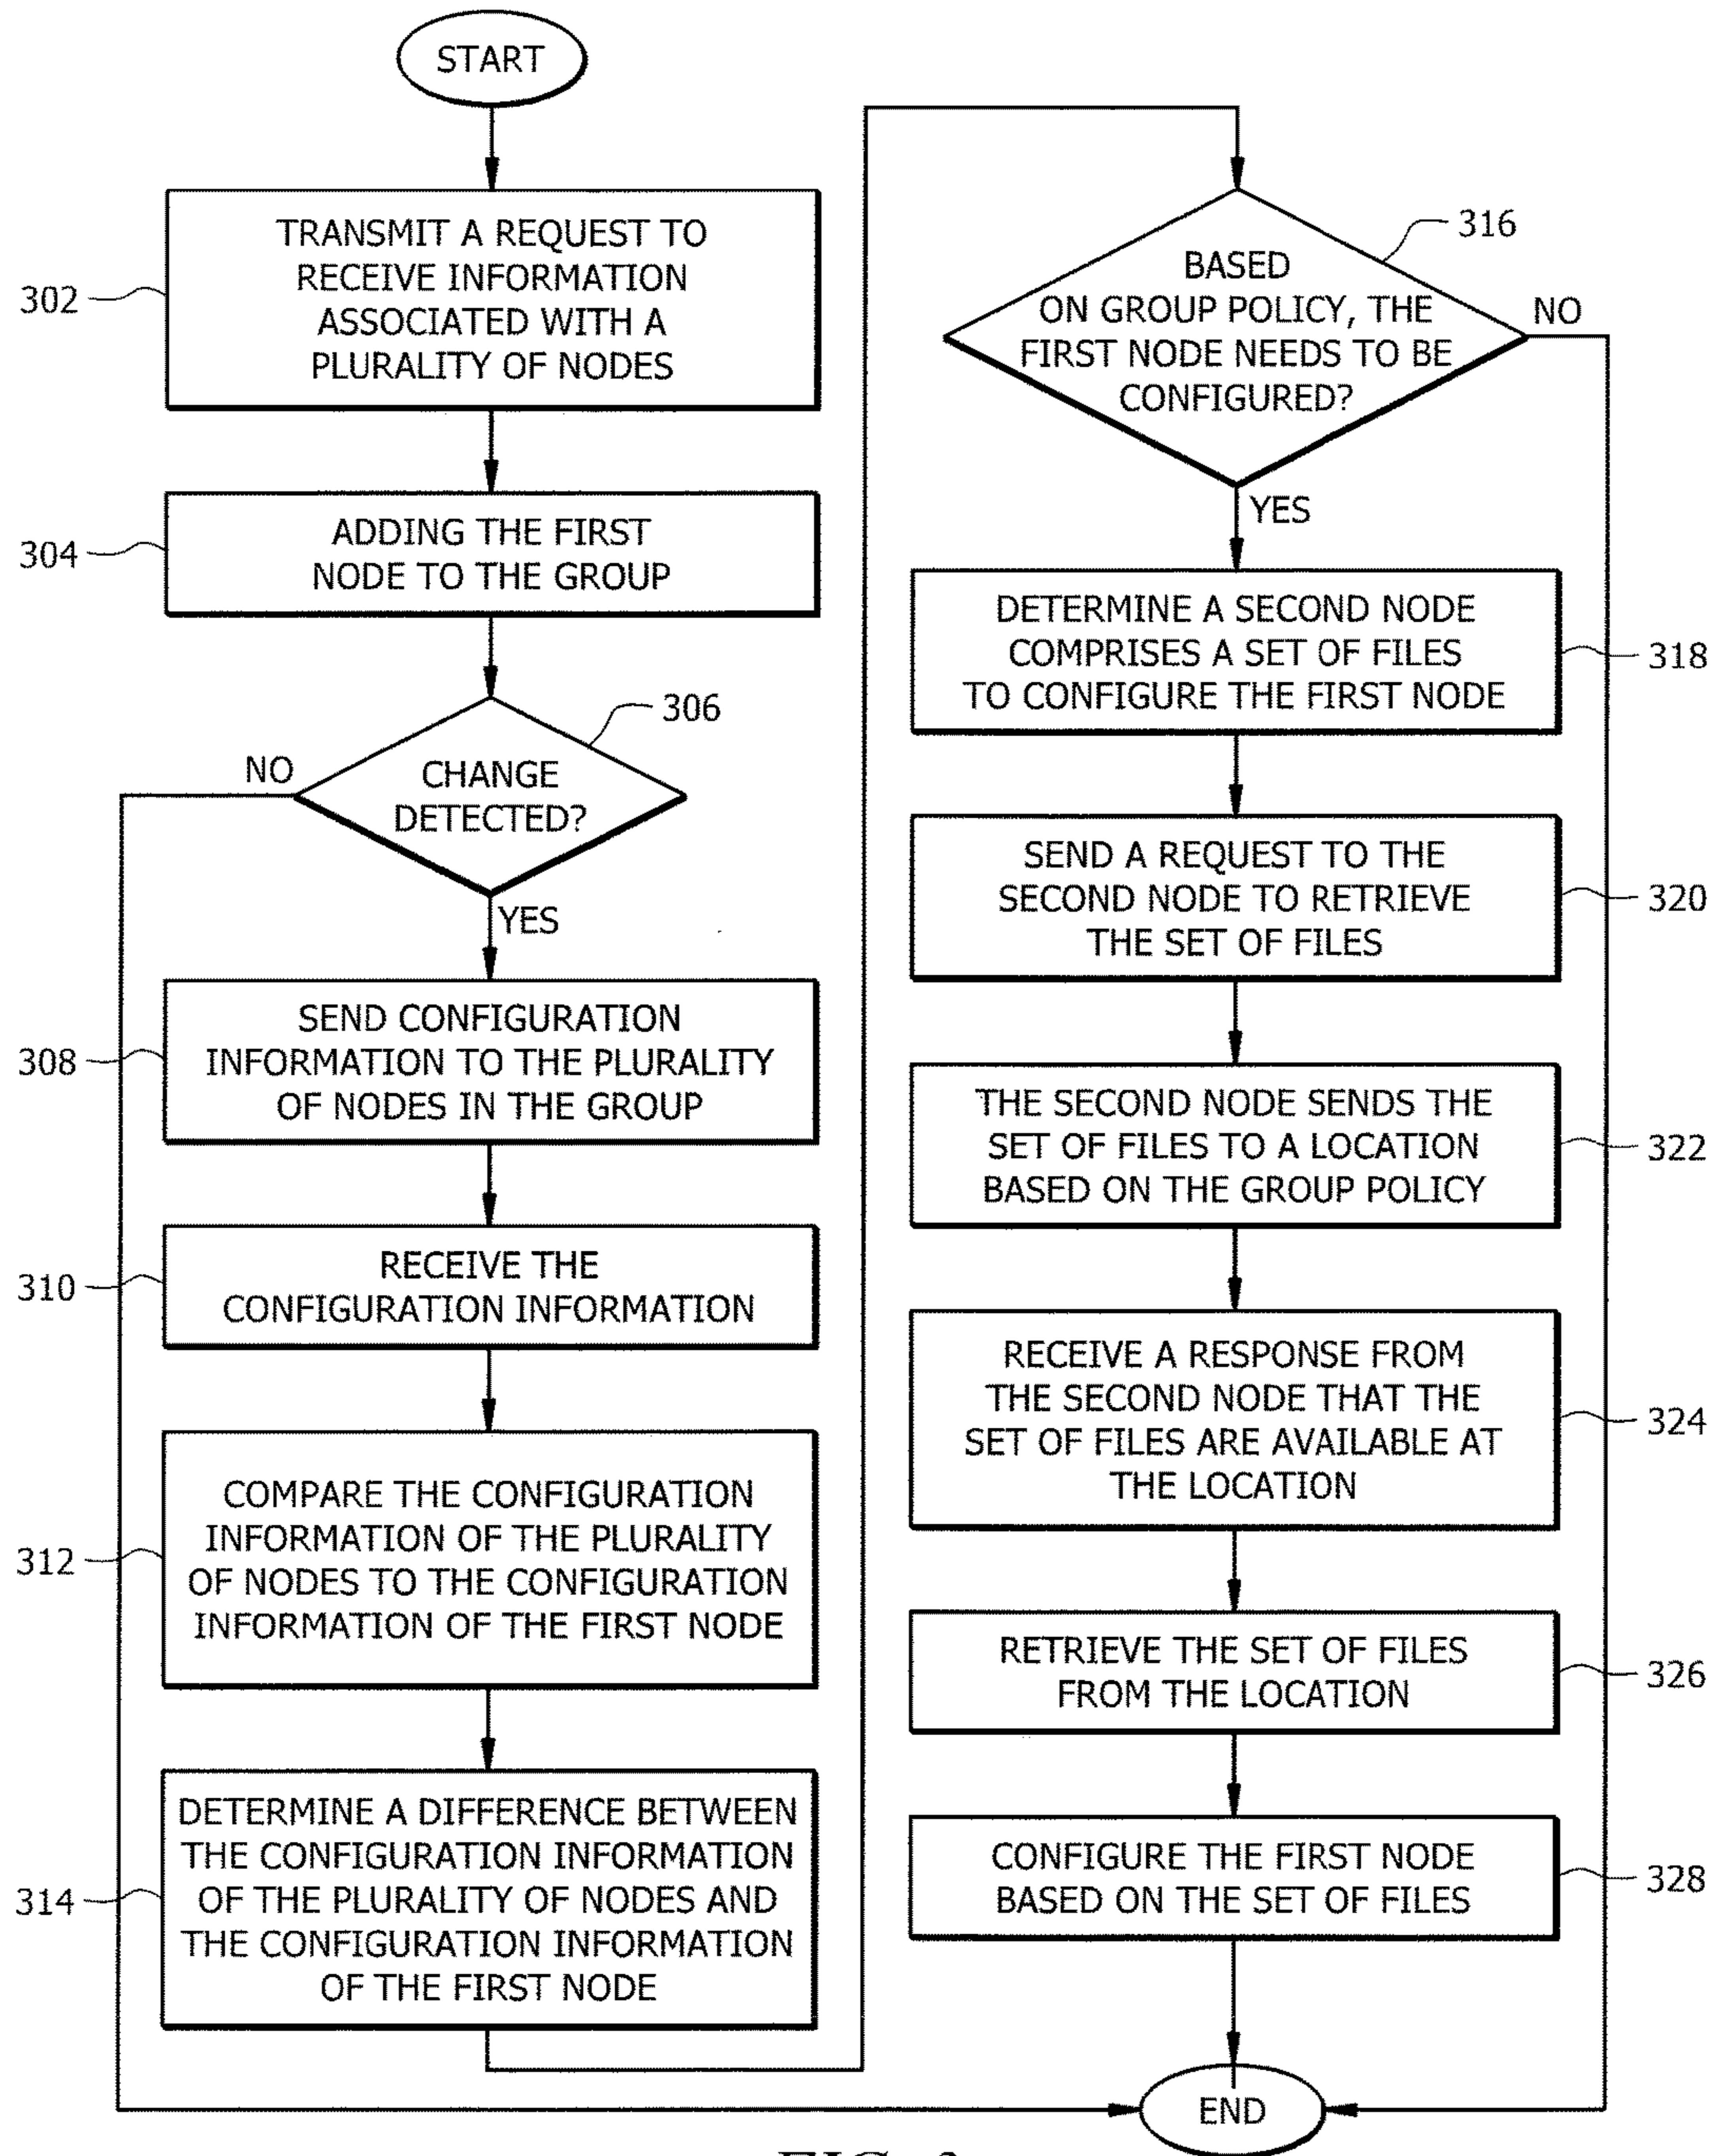 START
302
TRANSMIT A REQUEST TO
RECEIVE INFORMATION
ASSOCIATED WITH A
PLURALITY OF NODES
304
ADDING THE FIRST
NODE TO THE GROUP
306
NO
CHANGE
DETECTED?
YES
308
SEND CONFIGURATION
INFORMATION TO THE PLURALITY
OF NODES IN THE GROUP
310
RECEIVE THE
CONFIGURATION INFORMATION
312
COMPARE THE CONFIGURATION
INFORMATION OF THE PLURALITY
OF NODES TO THE CONFIGURATION
INFORMATION OF THE FIRST NODE
314
DETERMINE A DIFFERENCE BETWEEN
THE CONFIGURATION INFORMATION
OF THE PLURALITY OF NODES AND
THE CONFIGURATION INFORMATION
OF THE FIRST NODE
316
BASED
ON GROUP POLICY, THE
FIRST NODE NEEDS TO BE
CONFIGURED?
NO
YES
DETERMINE A SECOND NODE
COMPRISES A SET OF FILES
TO CONFIGURE THE FIRST NODE
318
SEND A REQUEST TO THE
SECOND NODE TO RETRIEVE
THE SET OF FILES
320
THE SECOND NODE SENDS THE
SET OF FILES TO A LOCATION
BASED ON THE GROUP POLICY
322
RECEIVE A RESPONSE FROM
THE SECOND NODE THAT THE
SET OF FILES ARE AVAILABLE AT
THE LOCATION
324
RETRIEVE THE SET OF FILES
FROM THE LOCATION
326
CONFIGURE THE FIRST NODE
BASED ON THE SET OF FILES
328
END